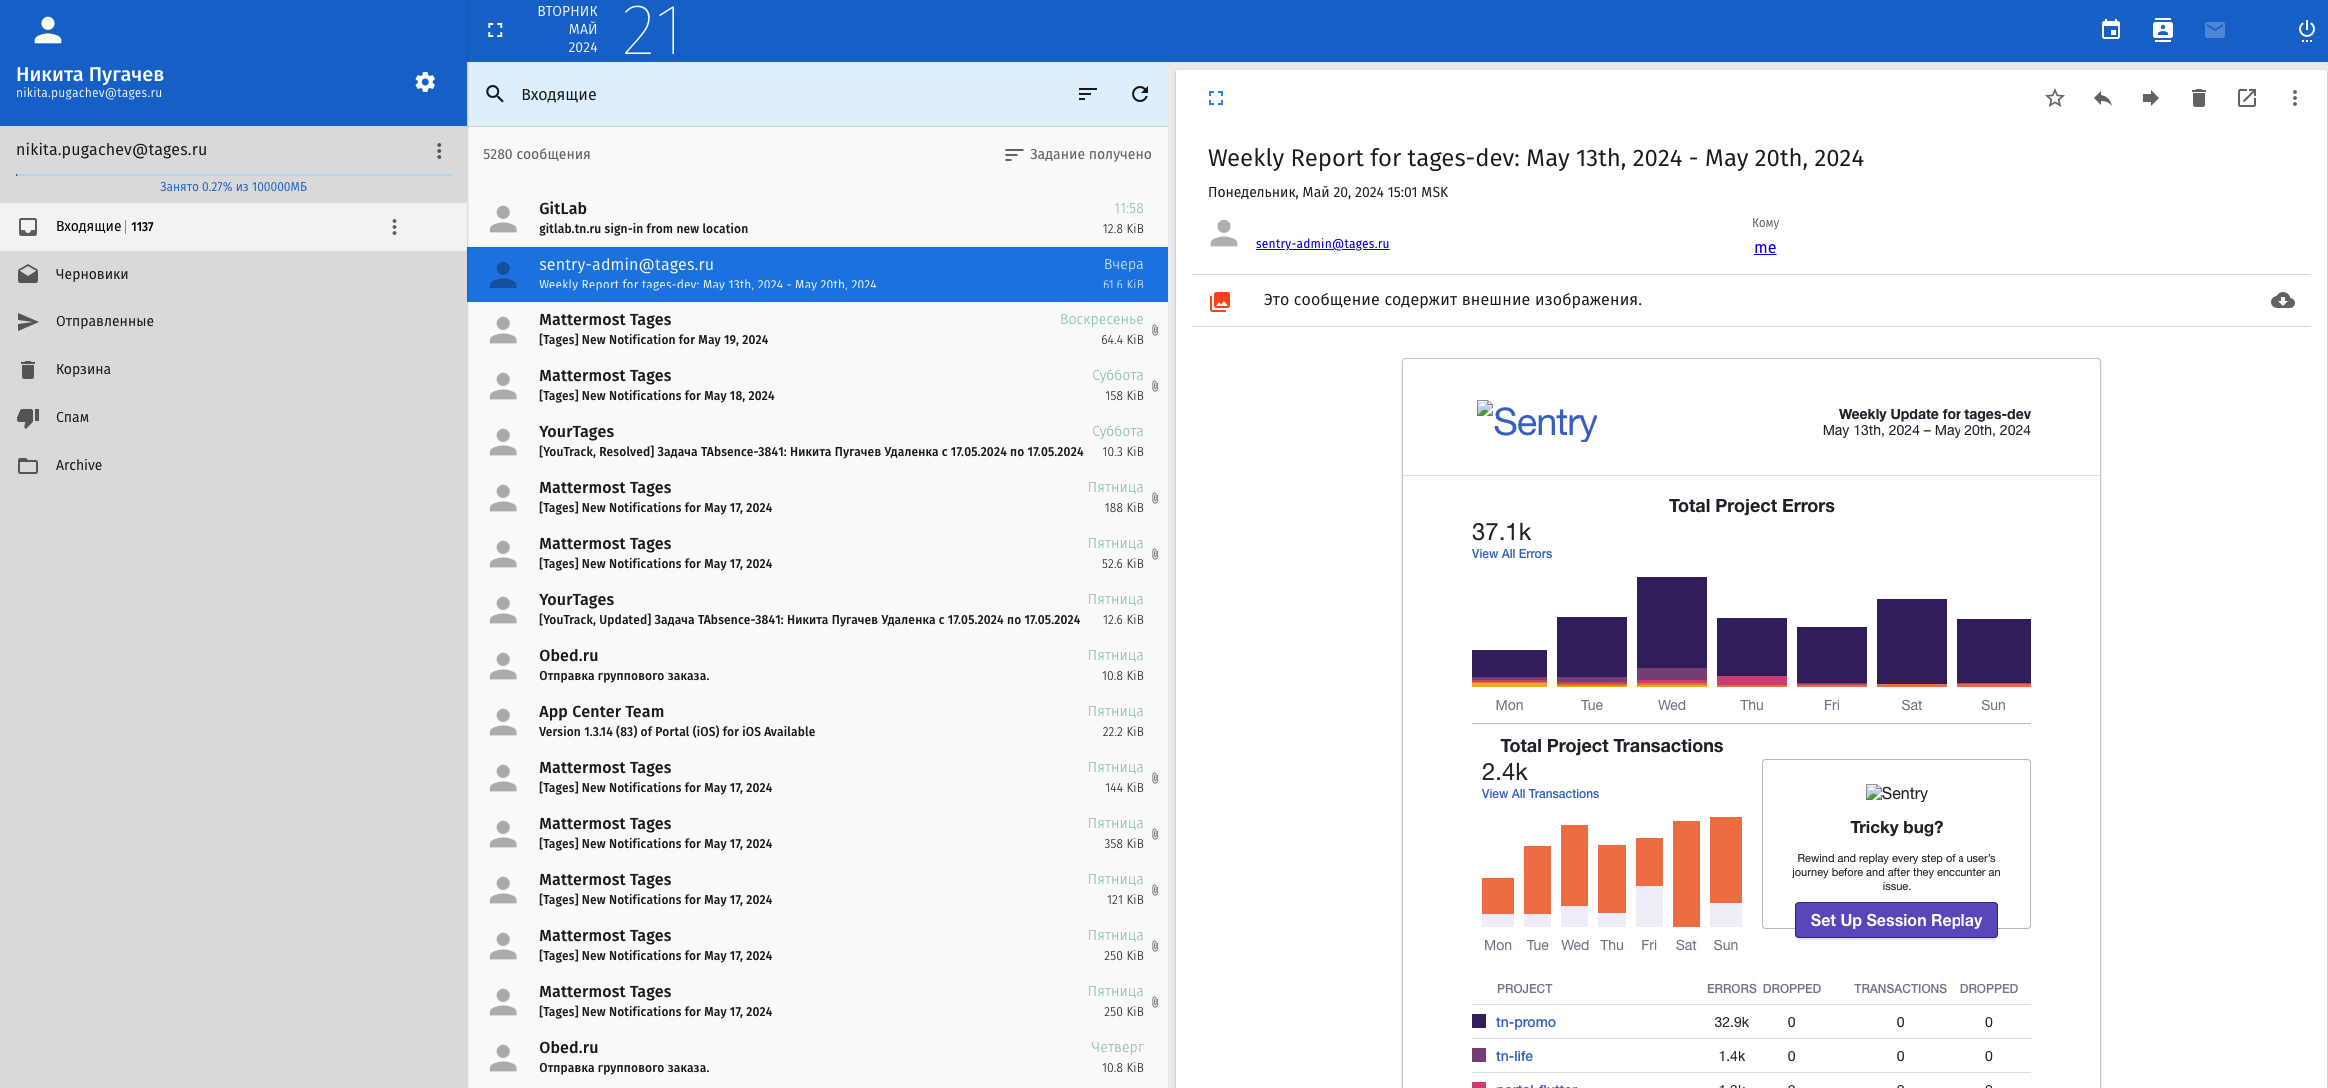 Никита Пугачев
nikita.pugachev@tages.ru
nikita.pugachev@tages.ru
Занято 0.27% из 100000МБ
Входящие | 1137
Черновики
Отправленные
Корзина
Спам
Archive
ВТОРНИК
МАЙ
2024
21
Входящие
5280 сообщения
Задание получено
GitLab 11:58
gitlab.tn.ru sign-in from new location 12.8 KiB
sentry-admin@tages.ru Вчера
Weekly Report for tages-dev: May 13th, 2024 - May 20th, 2024 61.6 KiB
Mattermost Tages Воскресенье
[Tages] New Notification for May 19, 2024 64.4 KiB
Mattermost Tages Суббота
[Tages] New Notifications for May 18, 2024 158 KiB
YourTages Суббота
[YouTrack, Resolved] Задача TAbsence-3841: Никита Пугачев Удаленка с 17.05.2024 по 17.05.2024 10.3 KiB
Mattermost Tages Пятница
[Tages] New Notifications for May 17, 2024 188 KiB
Mattermost Tages Пятница
[Tages] New Notifications for May 17, 2024 52.6 KiB
YourTages Пятница
[YouTrack, Updated] Задача TAbsence-3841: Никита Пугачев Удаленка с 17.05.2024 по 17.05.2024 12.6 KiB
Obed.ru Пятница
Отправка группового заказа. 10.8 KiB
App Center Team Пятница
Version 1.3.14 (83) of Portal (iOS) for iOS Available 22.2 KiB
Mattermost Tages Пятница
[Tages] New Notifications for May 17, 2024 144 KiB
Mattermost Tages Пятница
[Tages] New Notifications for May 17, 2024 358 KiB
Mattermost Tages Пятница
[Tages] New Notifications for May 17, 2024 121 KiB
Mattermost Tages Пятница
[Tages] New Notifications for May 17, 2024 250 KiB
Mattermost Tages Пятница
[Tages] New Notifications for May 17, 2024 250 KiB
Obed.ru Четверг
Отправка группового заказа. 10.8 KiB
Weekly Report for tages-dev: May 13th, 2024 - May 20th, 2024
Понедельник, Май 20, 2024 15:01 MSK
sentry-admin@tages.ru
Кому
me
Это сообщение содержит внешние изображения.
Sentry
Weekly Update for tages-dev
May 13th, 2024 – May 20th, 2024
Total Project Errors
37.1k
View All Errors
Mon Tue Wed Thu Fri Sat Sun
Total Project Transactions
2.4k
View All Transactions
Mon Tue Wed Thu Fri Sat Sun
Sentry
Tricky bug?
Rewind and replay every step of a user's
journey before and after they encounter an
issue.
Set Up Session Replay
PROJECT ERRORS DROPPED TRANSACTIONS DROPPED
tn-promo 32.9k 0 0 0
tn-life 1.4k 0 0 0